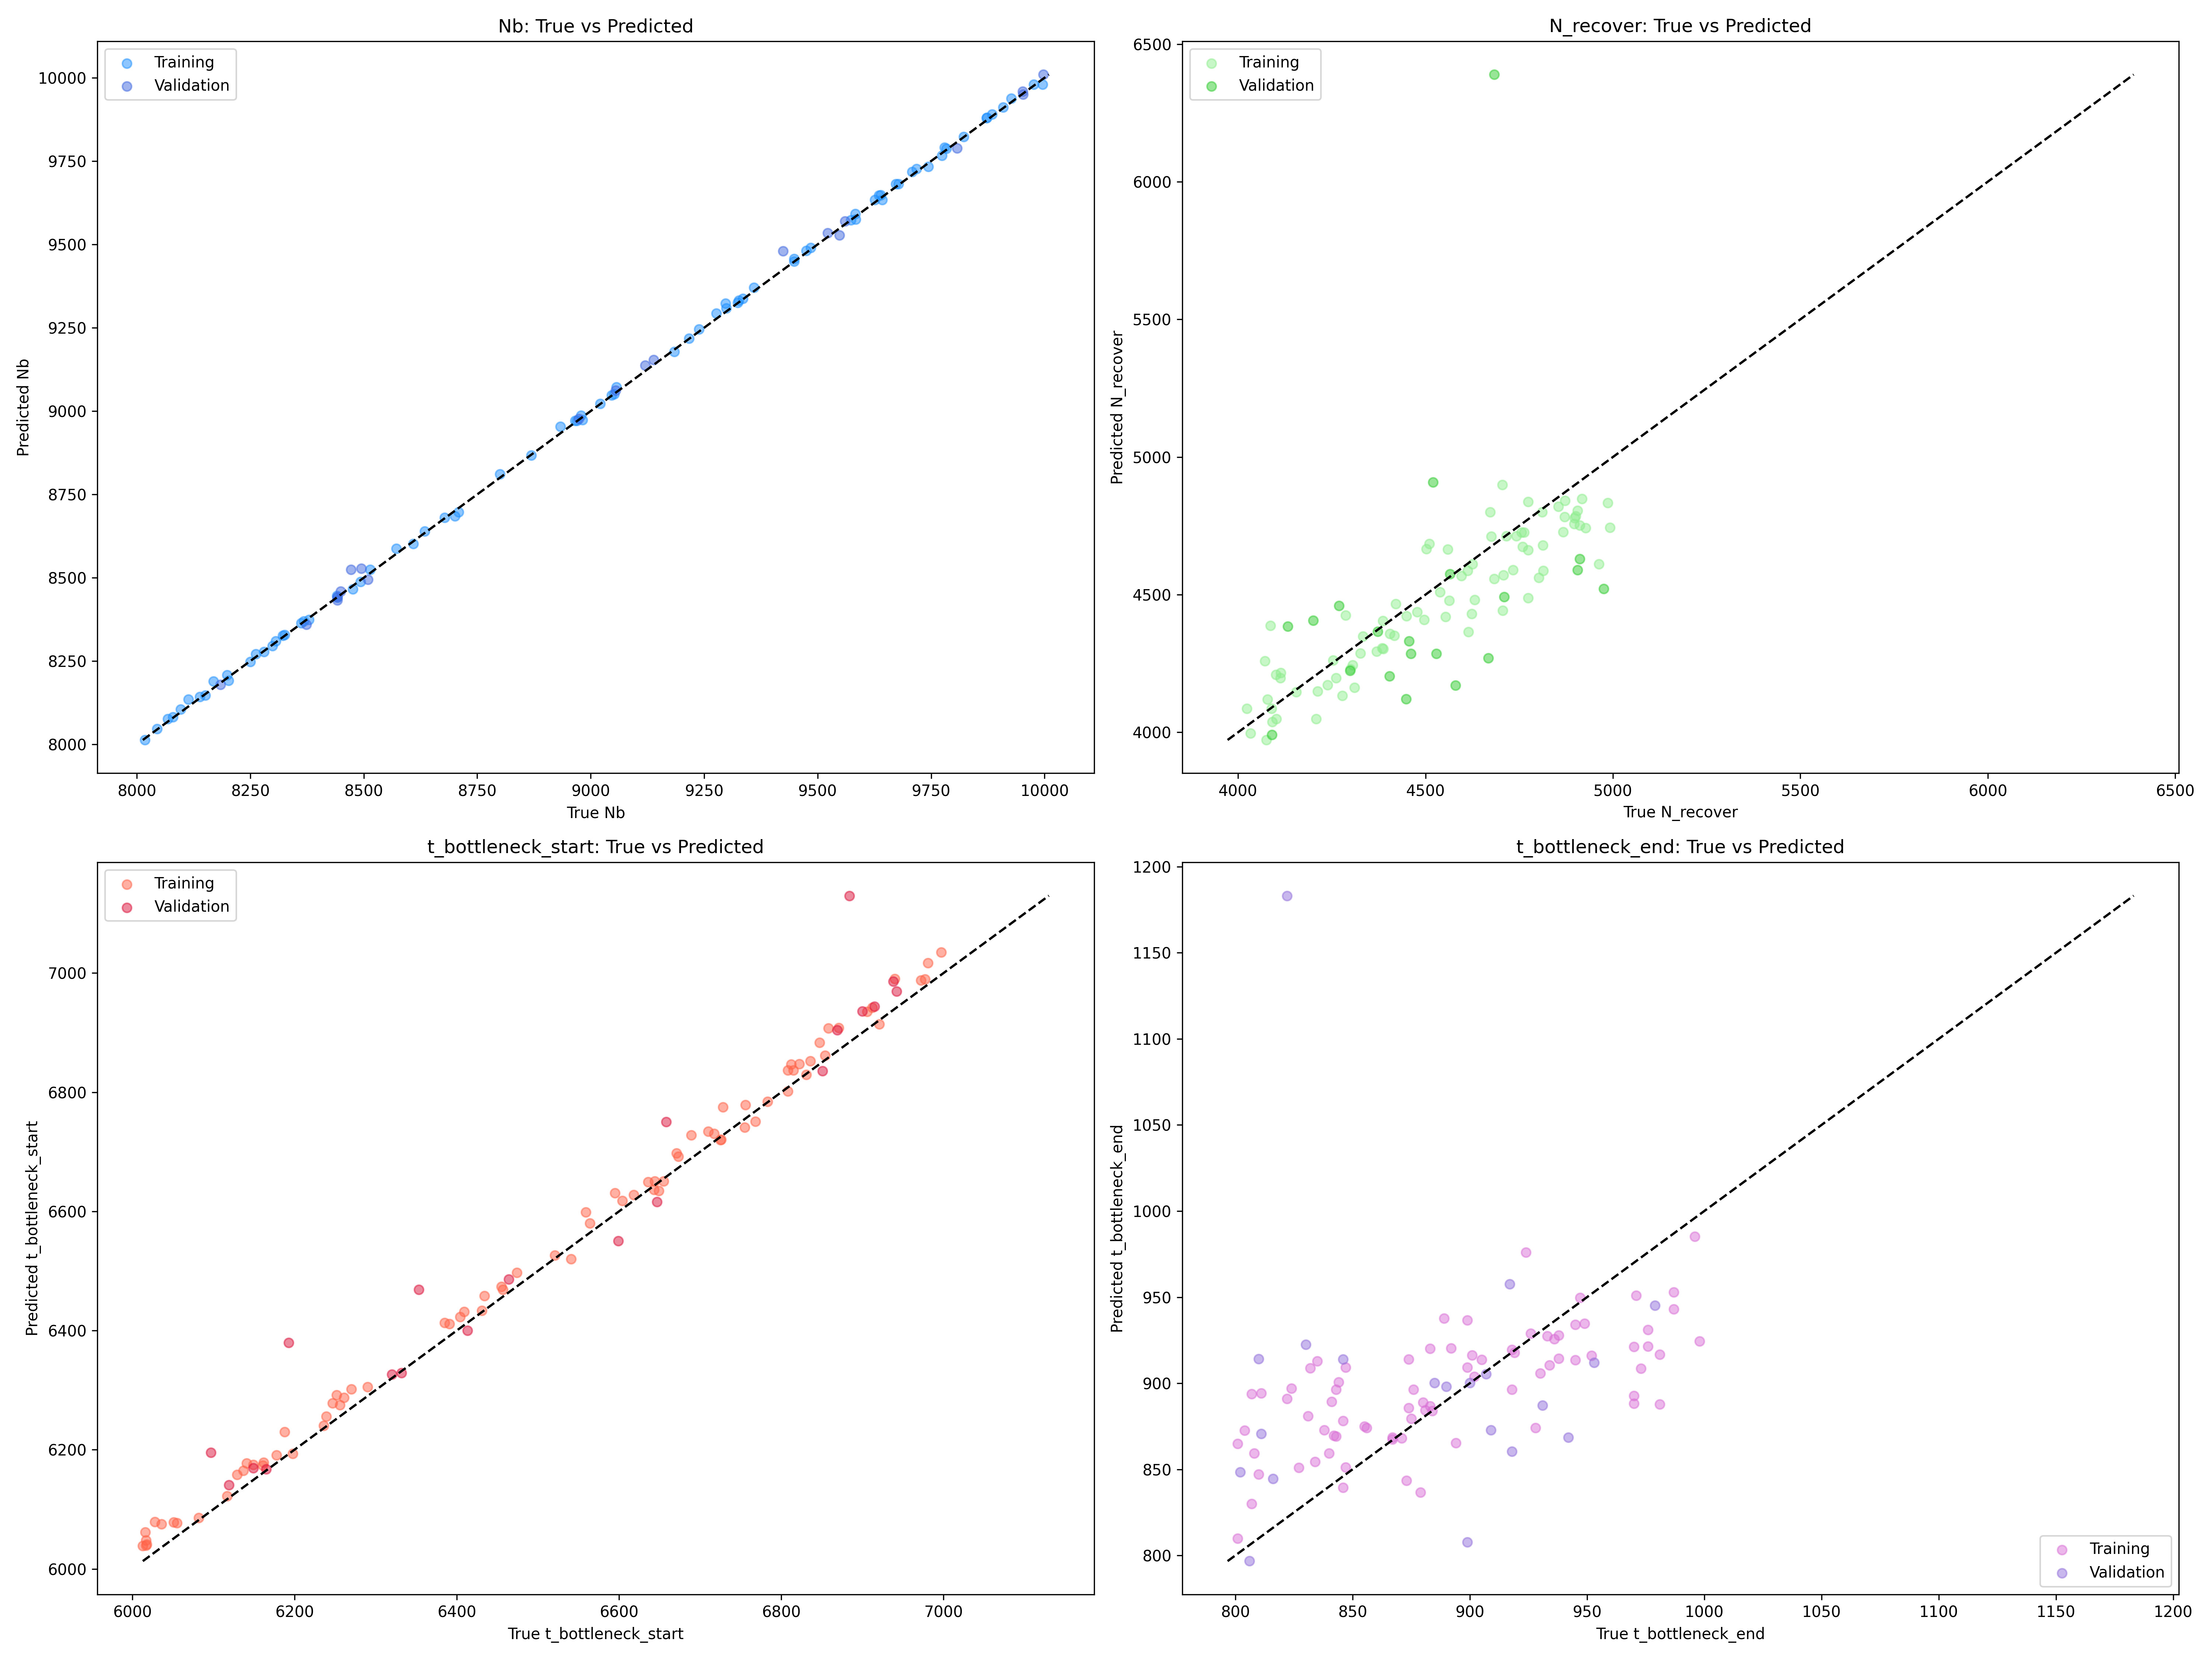 Nb: True vs Predicted
Training
Validation
10000
9750
9500
9250
9000
8750
8500
8250
8000
Predicted Nb
8000 8250 8500 8750 9000 9250 9500 9750 10000
True Nb
N_recover: True vs Predicted
Training
Validation
6500
6000
5500
5000
4500
4000
Predicted N_recover
4000 4500 5000 5500 6000 6500
True N_recover
t_bottleneck_start: True vs Predicted
Training
Validation
7000
6800
6600
6400
6200
6000
Predicted t_bottleneck_start
6000 6200 6400 6600 6800 7000
True t_bottleneck_start
t_bottleneck_end: True vs Predicted
1200
1150
1100
1050
1000
950
900
850
800
Predicted t_bottleneck_end
Training
Validation
800 850 900 950 1000 1050 1100 1150 1200
True t_bottleneck_end